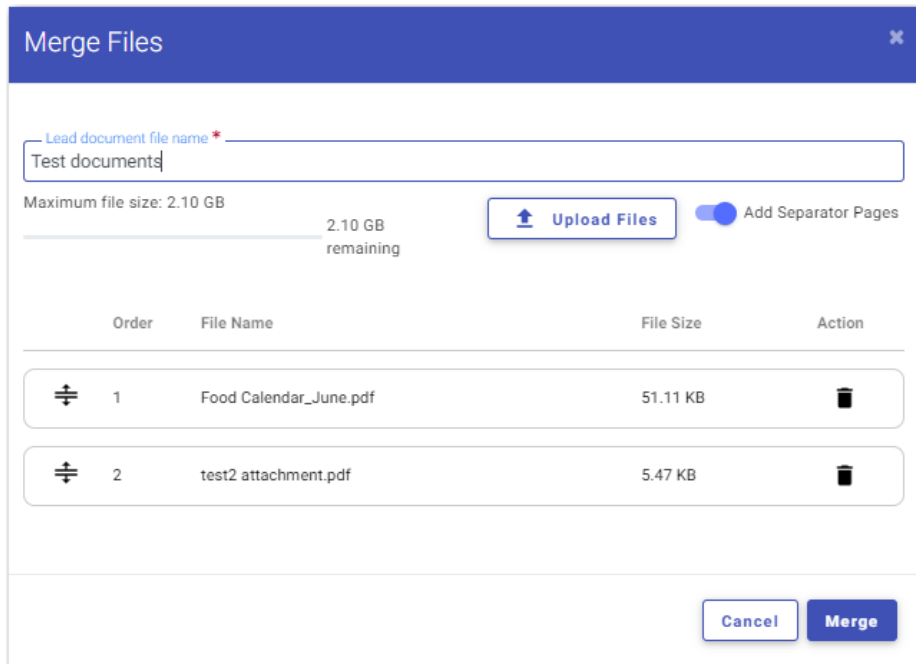 Merge Files
Lead document file name *
Test documents
Maximum file size: 2.10 GB
2.10 GB
remaining
Upload Files
Add Separator Pages
Order File Name File Size Action
1 Food Calendar_June.pdf 51.11 KB
2 test2 attachment.pdf 5.47 KB
Cancel Merge